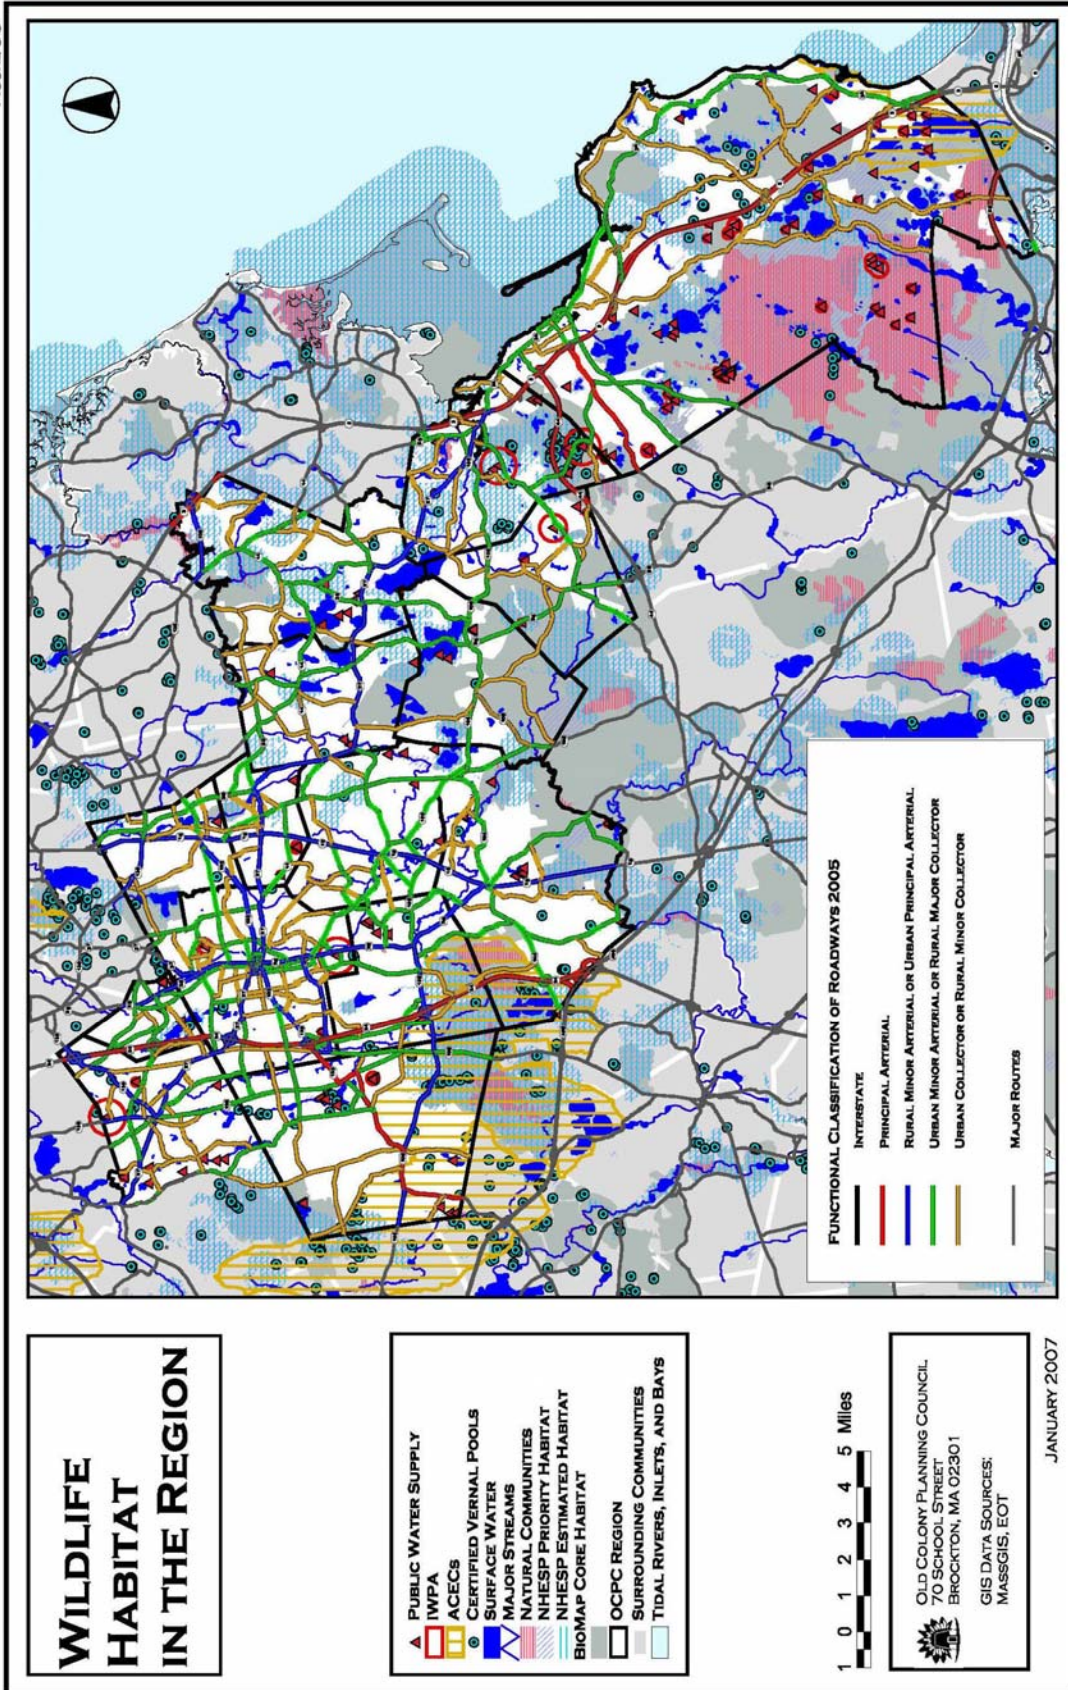 WILDLIFE
HABITAT
IN THE REGION
PUBLIC WATER SUPPLY
IWPA
ACECS
CERTIFIED VERNAL POOLS
SURFACE WATER
MAJOR STREAMS
NATURAL COMMUNITIES
NHESP PRIORITY HABITAT
NHESP ESTIMATED HABITAT
BIOMAP CORE HABITAT
OCPC REGION
SURROUNDING COMMUNITIES
TIDAL RIVERS, INLETS, AND BAYS
1 0 1 2 3 4 5 Miles
OLD COLONY PLANNING COUNCIL
70 SCHOOL STREET
BROCKTON, MA 02301
GIS DATA SOURCES:
MASSGIS, EOT
JANUARY 2007
FUNCTIONAL CLASSIFICATION OF ROADWAYS 2005
INTERSTATE
PRINCIPAL ARTERIAL
RURAL MINOR ARTERIAL OR URBAN PRINCIPAL ARTERIAL
URBAN MINOR ARTERIAL OR RURAL MAJOR COLLECTOR
URBAN COLLECTOR OR RURAL MINOR COLLECTOR
MAJOR ROUTES